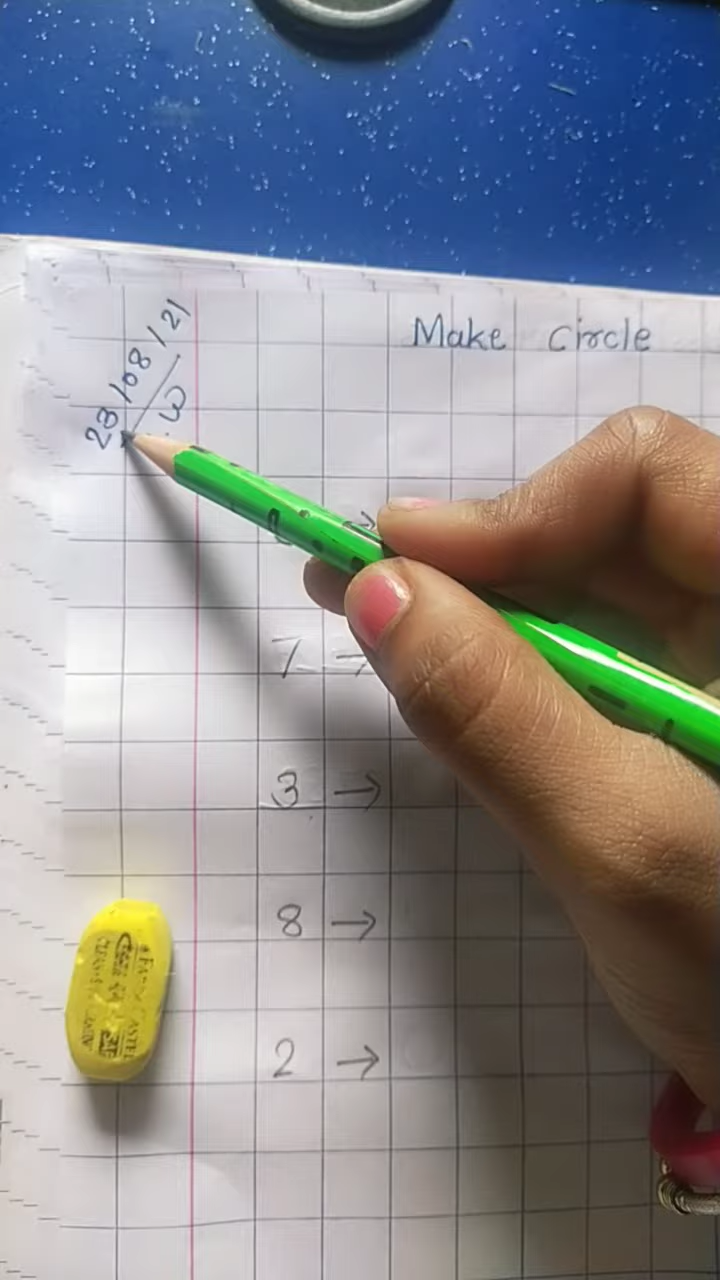 23/08/21
.W
Make circle
7 →
3 →
8 →
2 →